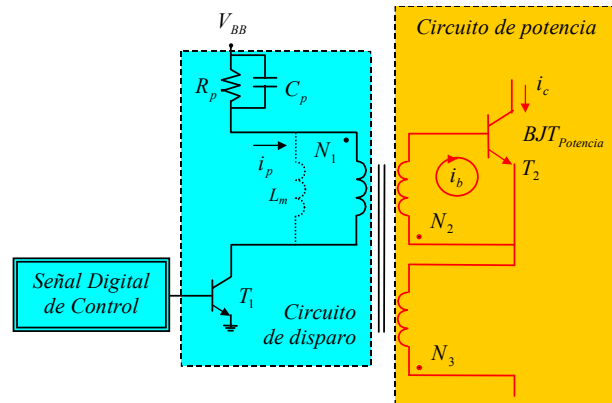 V_BB
Circuito de potencia
R_p
C_p
i_c
i_p
N_1
BJT_Potencia
L_m
i_b
T_2
N_2
Señal Digital
de Control
T_1
Circuito
de disparo
N_3